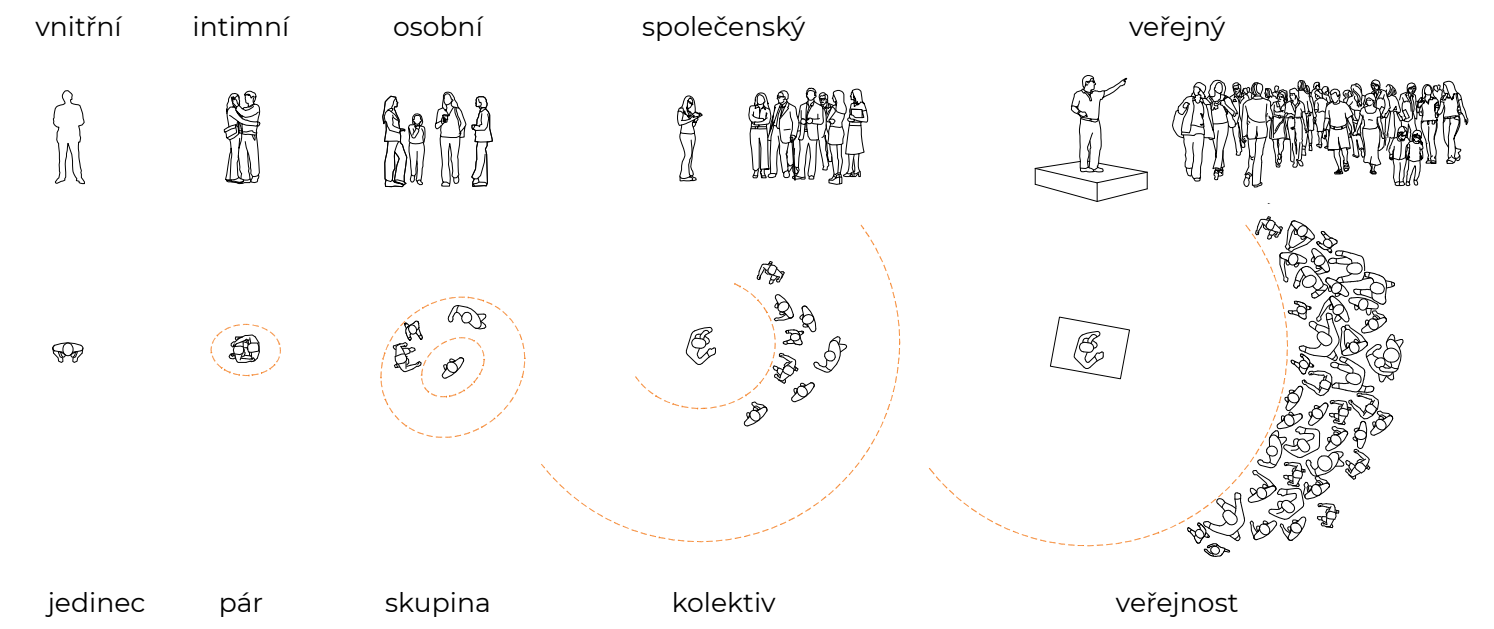 vnitřní intimní osobní společenský veřejný
jedinec pár skupina kolektiv veřejnost